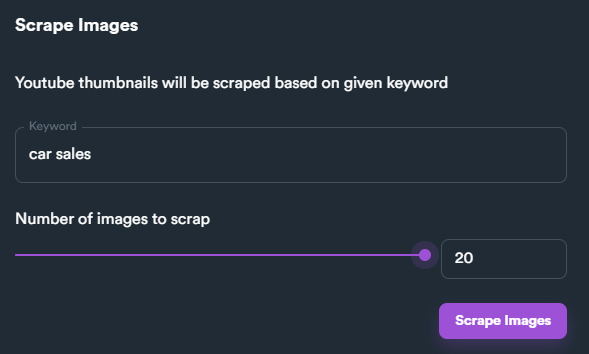 Scrape Images
Youtube thumbnails will be scraped based on given keyword
Keyword
car sales
Number of images to scrap
20
Scrape Images